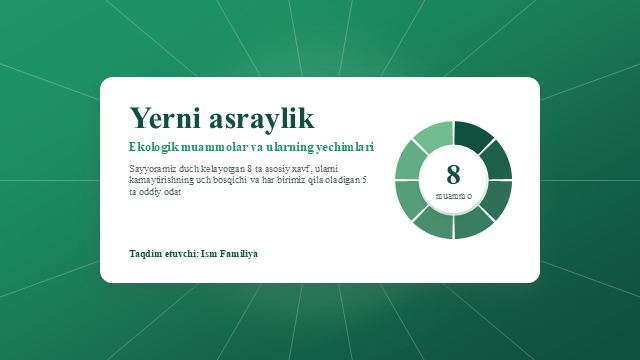 Yerni asraylik
Ekologik muammolar va ularning yechimlari
Sayyoramiz duch kelayotgan 8 ta asosiy xavf, ularni
kamaytirishning uch bosqichi va har birimiz qila oladigan 5
ta oddiy odat
8
muammo
Taqdim etuvchi: Ism Familiya